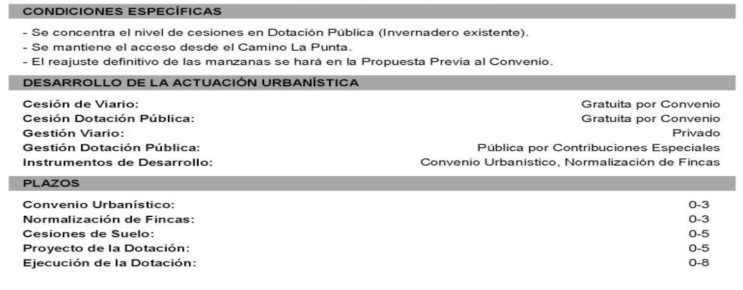 CONDICIONES ESPECÍFICAS
- Se concentra el nivel de cesiones en Dotación Pública (Invernadero existente).
- Se mantiene el acceso desde el Camino La Punta.
- El reajuste definitivo de las manzanas se hará en la Propuesta Previa al Convenio.
DESARROLLO DE LA ACTUACIÓN URBANÍSTICA
Cesión de Viario: Gratuita por Convenio
Cesión Dotación Pública: Gratuita por Convenio
Gestión Viario: Privado
Gestión Dotación Pública: Pública por Contribuciones Especiales
Instrumentos de Desarrollo: Convenio Urbanístico, Normalización de Fincas
PLAZOS
Convenio Urbanístico: 0-3
Normalización de Fincas: 0-3
Cesiones de Suelo: 0-5
Proyecto de la Dotación: 0-5
Ejecución de la Dotación: 0-8